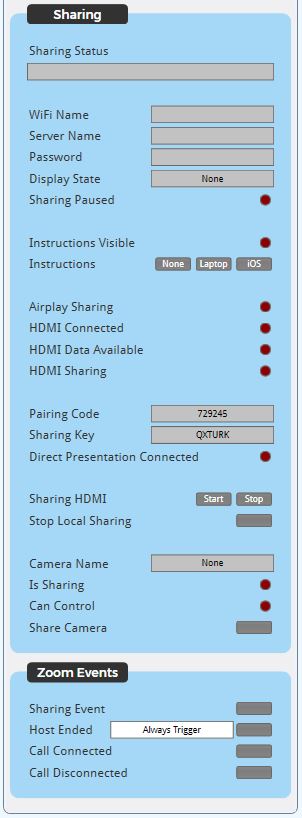 Sharing
Sharing Status
WiFi Name
Server Name
Password
Display State None
Sharing Paused
Instructions Visible
Instructions None Laptop iOS
Airplay Sharing
HDMI Connected
HDMI Data Available
HDMI Sharing
Pairing Code 729245
Sharing Key QXTURK
Direct Presentation Connected
Sharing HDMI Start Stop
Stop Local Sharing
Camera Name None
Is Sharing
Can Control
Share Camera
Zoom Events
Sharing Event
Host Ended Always Trigger
Call Connected
Call Disconnected